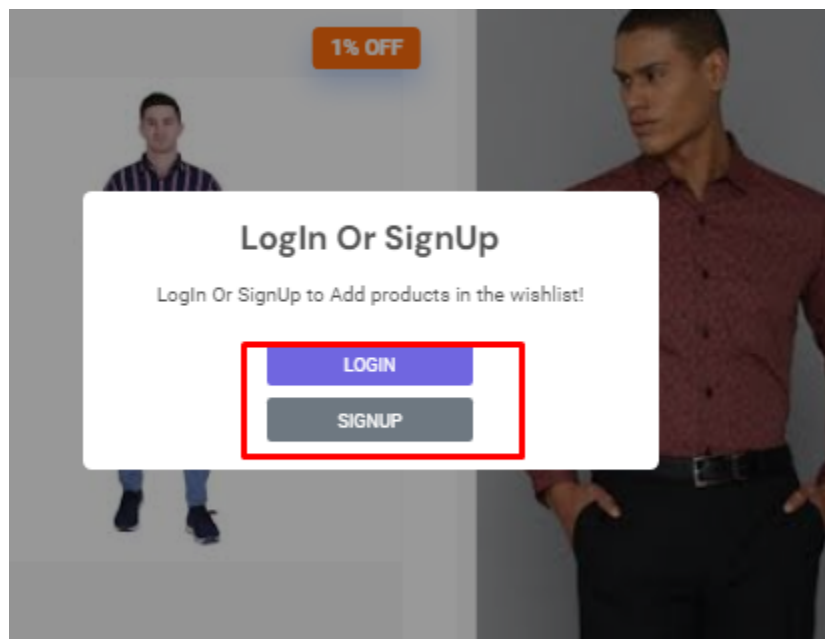 1% OFF
LogIn Or SignUp
LogIn Or SignUp to Add products in the wishlist!
LOGIN
SIGNUP